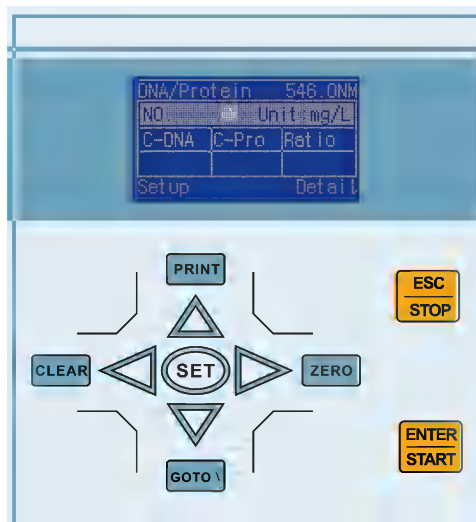 DNA/Protein 546.0NM
NO. Unit:mg/L
C-DNA C-Pro Ratio
Setup Detail
PRINT
ESC
STOP
CLEAR SET ZERO
ENTER
START
GOTO \